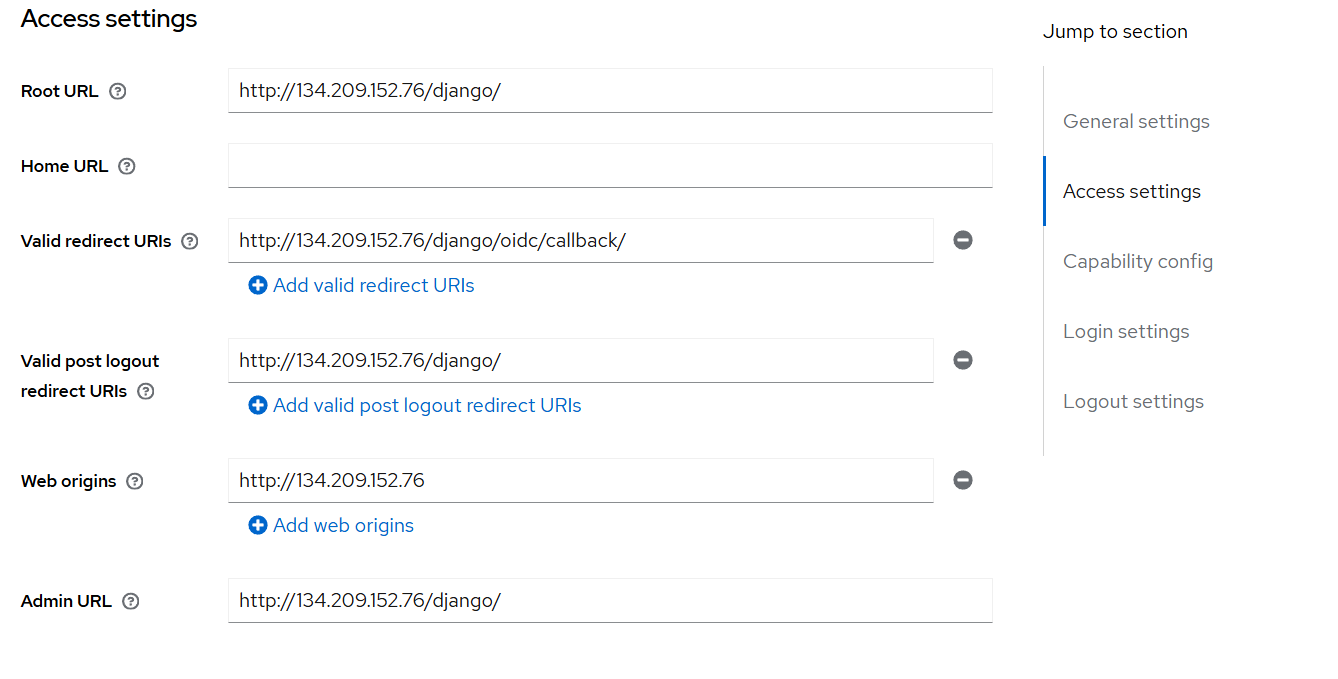 Access settings
Root URL
http://134.209.152.76/django/
Home URL
Valid redirect URIs
http://134.209.152.76/django/oidc/callback/
Add valid redirect URIs
Valid post logout
redirect URIs
http://134.209.152.76/django/
Add valid post logout redirect URIs
Web origins
http://134.209.152.76
Add web origins
Admin URL
http://134.209.152.76/django/
Jump to section
General settings
Access settings
Capability config
Login settings
Logout settings